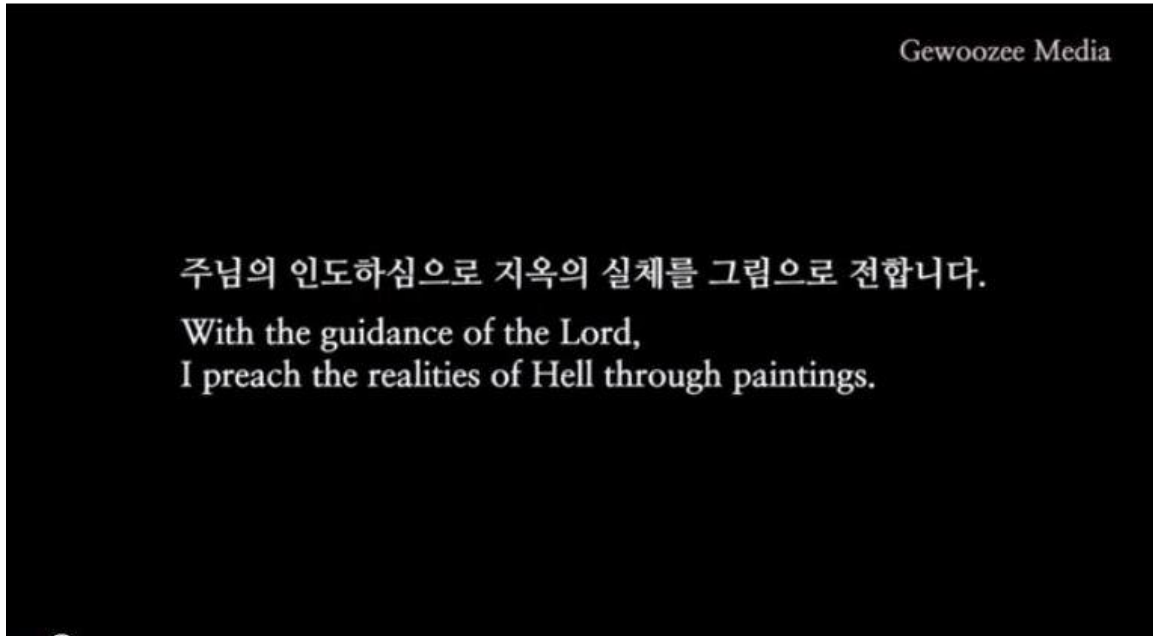 Gewoozee Media
주님의 인도하심으로 지옥의 실체를 그림으로 전합니다.
With the guidance of the Lord,
I preach the realities of Hell through paintings.